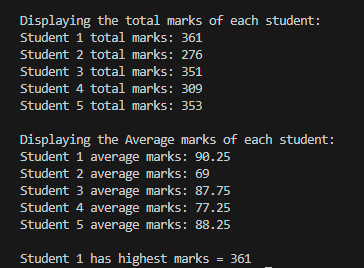 Displaying the total marks of each student:
Student 1 total marks: 361
Student 2 total marks: 276
Student 3 total marks: 351
Student 4 total marks: 309
Student 5 total marks: 353
Displaying the Average marks of each student:
Student 1 average marks: 90.25
Student 2 average marks: 69
Student 3 average marks: 87.75
Student 4 average marks: 77.25
Student 5 average marks: 88.25
Student 1 has highest marks = 361